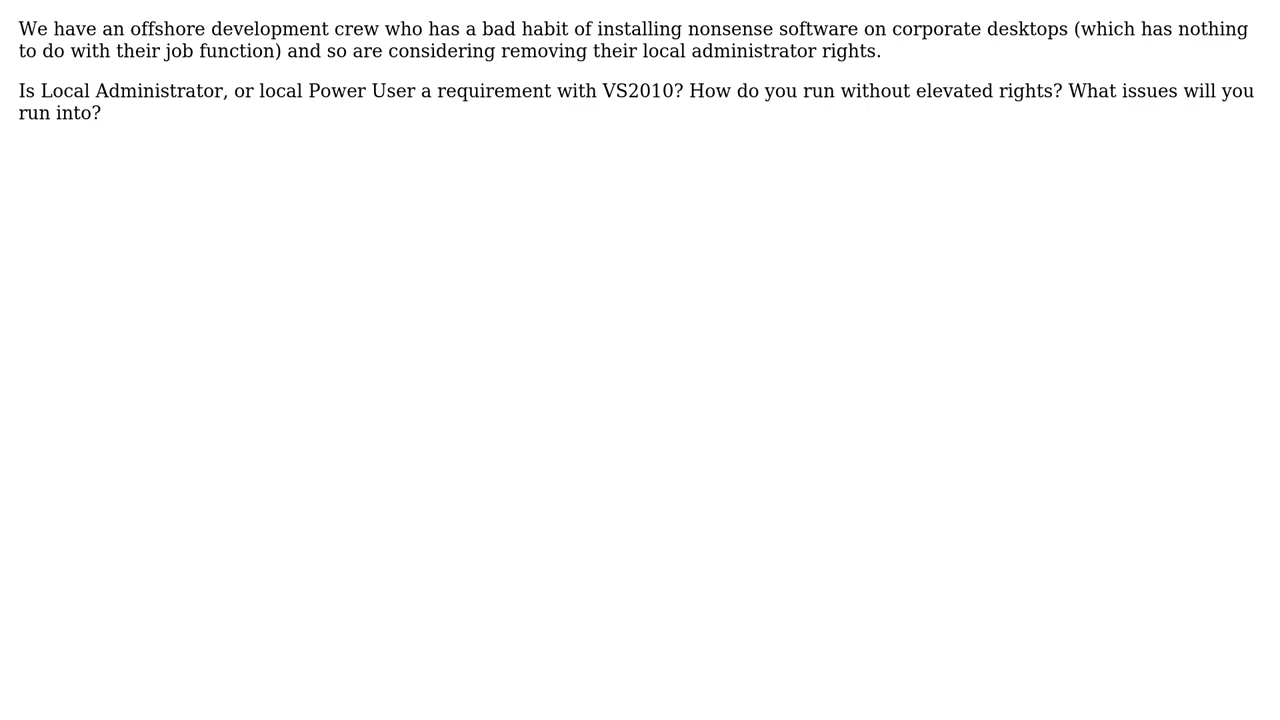 We have an offshore development crew who has a bad habit of installing nonsense software on corporate desktops (which has nothing
to do with their job function) and so are considering removing their local administrator rights.
Is Local Administrator, or local Power User a requirement with VS2010? How do you run without elevated rights? What issues will you
run into?